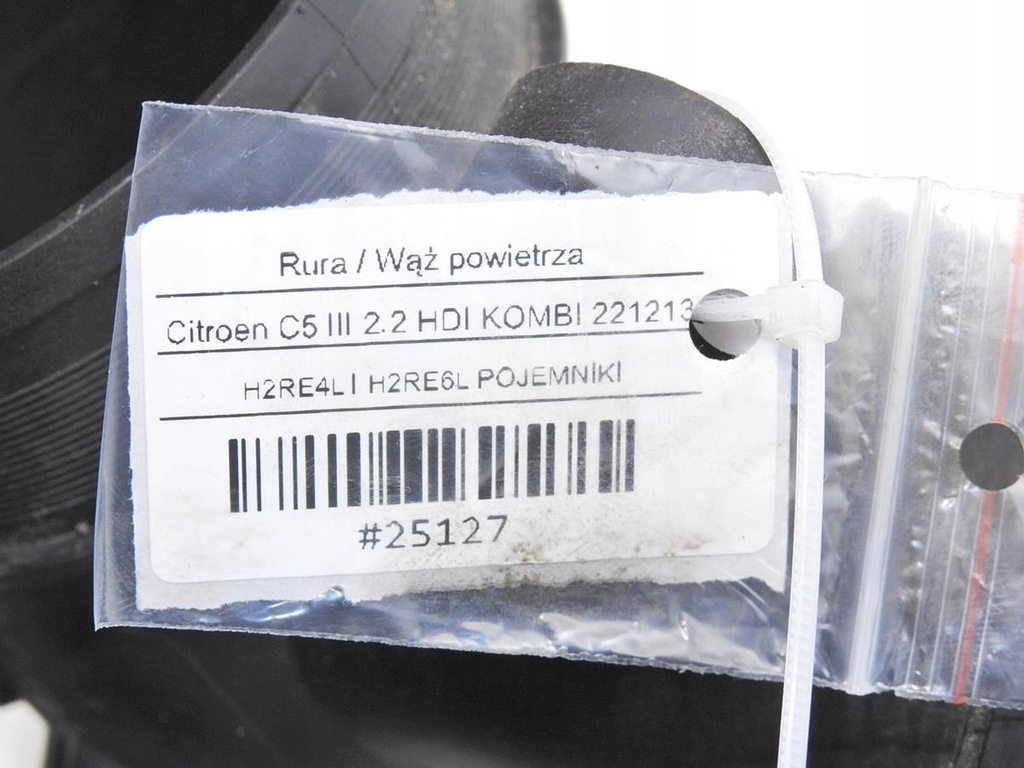 Rura / Wąż powietrza
Citroen C5 III 2.2 HDI KOMBI 221213
H2RE4L I H2RE6L POJEMNIKI
#25127